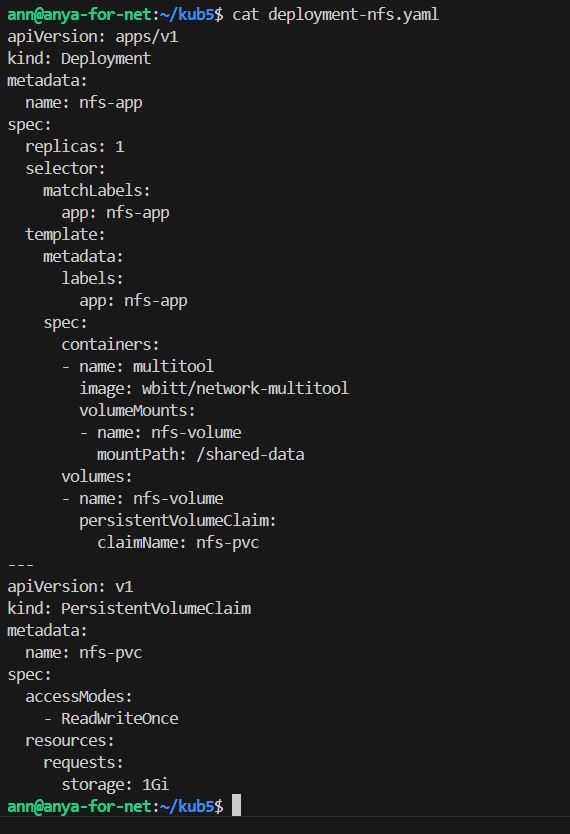 ann@anya-for-net:~/kub5$ cat deployment-nfs.yaml
apiVersion: apps/v1
kind: Deployment
metadata:
  name: nfs-app
spec:
  replicas: 1
  selector:
    matchLabels:
      app: nfs-app
  template:
    metadata:
      labels:
        app: nfs-app
    spec:
      containers:
      - name: multitool
        image: wbitt/network-multitool
        volumeMounts:
        - name: nfs-volume
          mountPath: /shared-data
      volumes:
      - name: nfs-volume
        persistentVolumeClaim:
          claimName: nfs-pvc
---
apiVersion: v1
kind: PersistentVolumeClaim
metadata:
  name: nfs-pvc
spec:
  accessModes:
    - ReadWriteOnce
  resources:
    requests:
      storage: 1Gi
ann@anya-for-net:~/kub5$